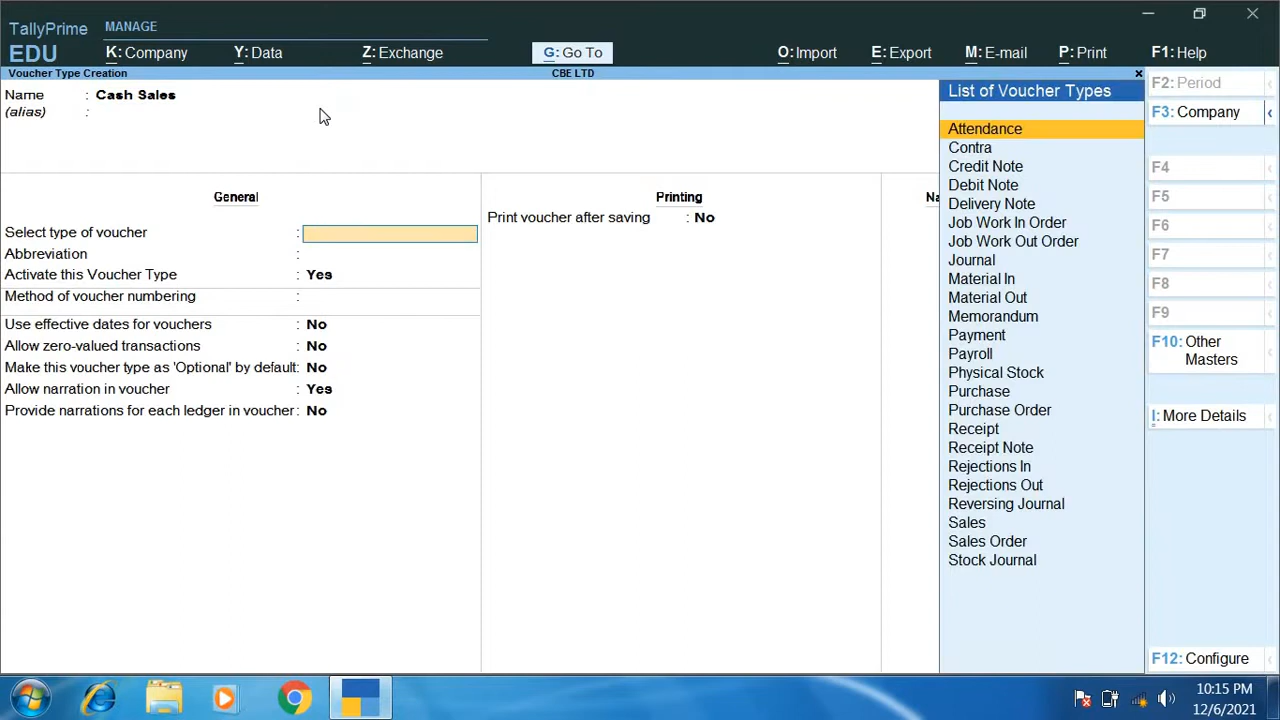 TallyPrime
EDU
MANAGE
K: Company
Y: Data
Z: Exchange
G: Go To
O: Import
E: Export
M: E-mail
P: Print
F1: Help
Voucher Type Creation
CBE LTD
Name : Cash Sales
(alias) :
General
Select type of voucher :
Abbreviation :
Activate this Voucher Type : Yes
Method of voucher numbering :
Use effective dates for vouchers : No
Allow zero-valued transactions : No
Make this voucher type as 'Optional' by default: No
Allow narration in voucher : Yes
Provide narrations for each ledger in voucher : No
Printing
Print voucher after saving : No
List of Voucher Types
Attendance
Contra
Credit Note
Debit Note
Delivery Note
Job Work In Order
Job Work Out Order
Journal
Material In
Material Out
Memorandum
Payment
Payroll
Physical Stock
Purchase
Purchase Order
Receipt
Receipt Note
Rejections In
Rejections Out
Reversing Journal
Sales
Sales Order
Stock Journal
F2: Period
F3: Company
F4
F5
F6
F7
F8
F9
F10: Other
Masters
I: More Details
F12: Configure
10:15 PM
12/6/2021